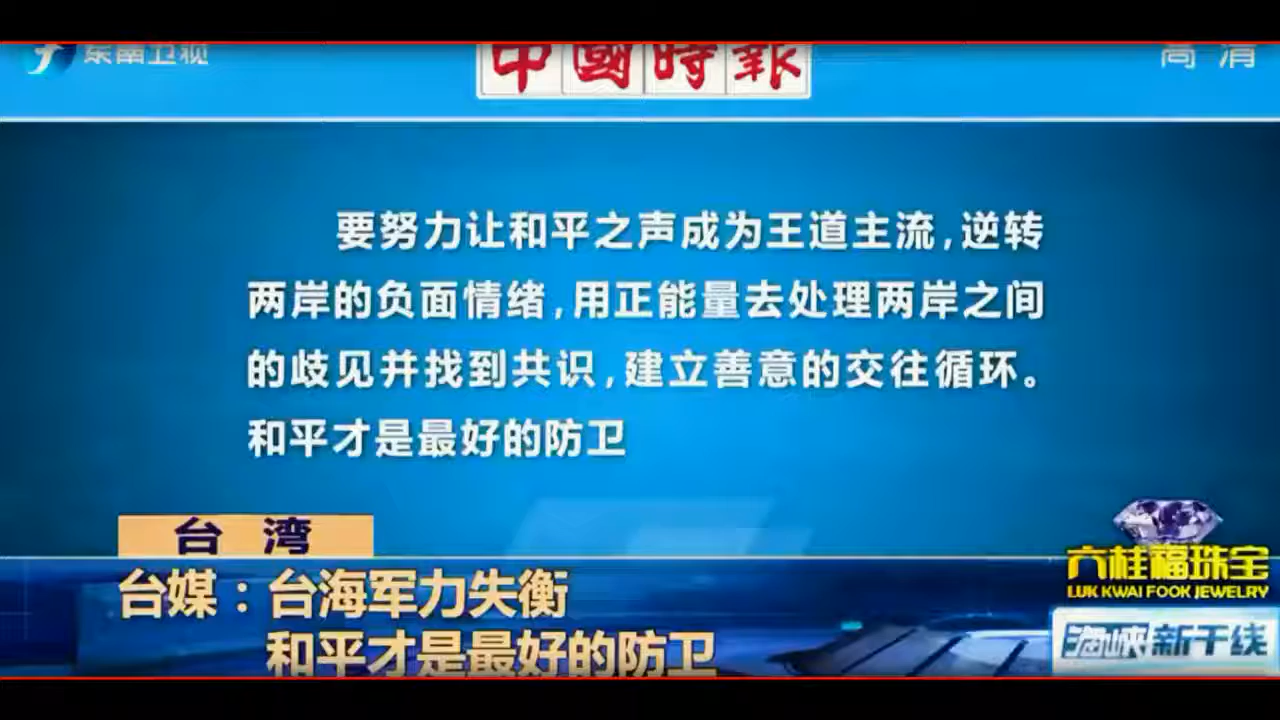 东南卫视
中國時報
高清
要努力让和平之声成为王道主流,逆转
两岸的负面情绪,用正能量去处理两岸之间
的歧见并找到共识,建立善意的交往循环。
和平才是最好的防卫
台湾
台媒：台海军力失衡
和平才是最好的防卫
六桂福珠宝
LUK KWAI FOOK JEWELRY
海峡新干线